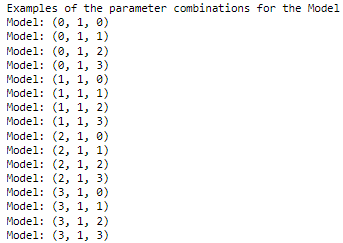 Examples of the parameter combinations for the Model
Model: (0, 1, 0)
Model: (0, 1, 1)
Model: (0, 1, 2)
Model: (0, 1, 3)
Model: (1, 1, 0)
Model: (1, 1, 1)
Model: (1, 1, 2)
Model: (1, 1, 3)
Model: (2, 1, 0)
Model: (2, 1, 1)
Model: (2, 1, 2)
Model: (2, 1, 3)
Model: (3, 1, 0)
Model: (3, 1, 1)
Model: (3, 1, 2)
Model: (3, 1, 3)